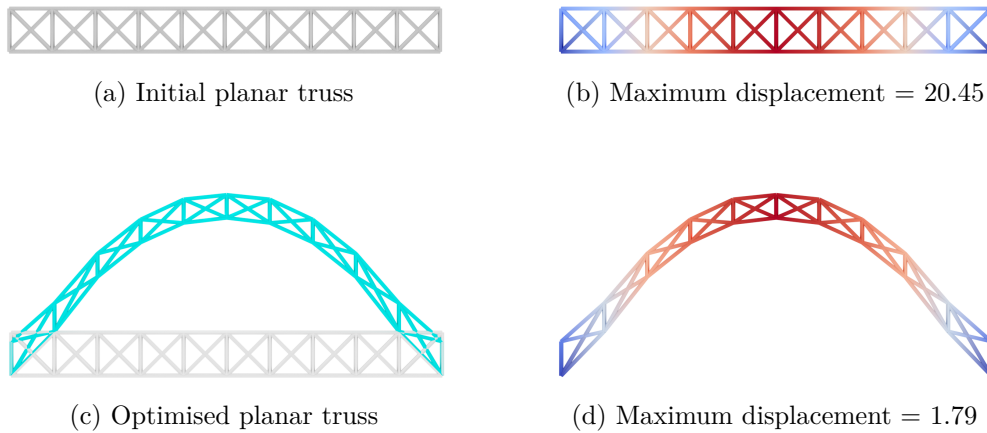 (a) Initial planar truss
(b) Maximum displacement = 20.45
(c) Optimised planar truss
(d) Maximum displacement = 1.79